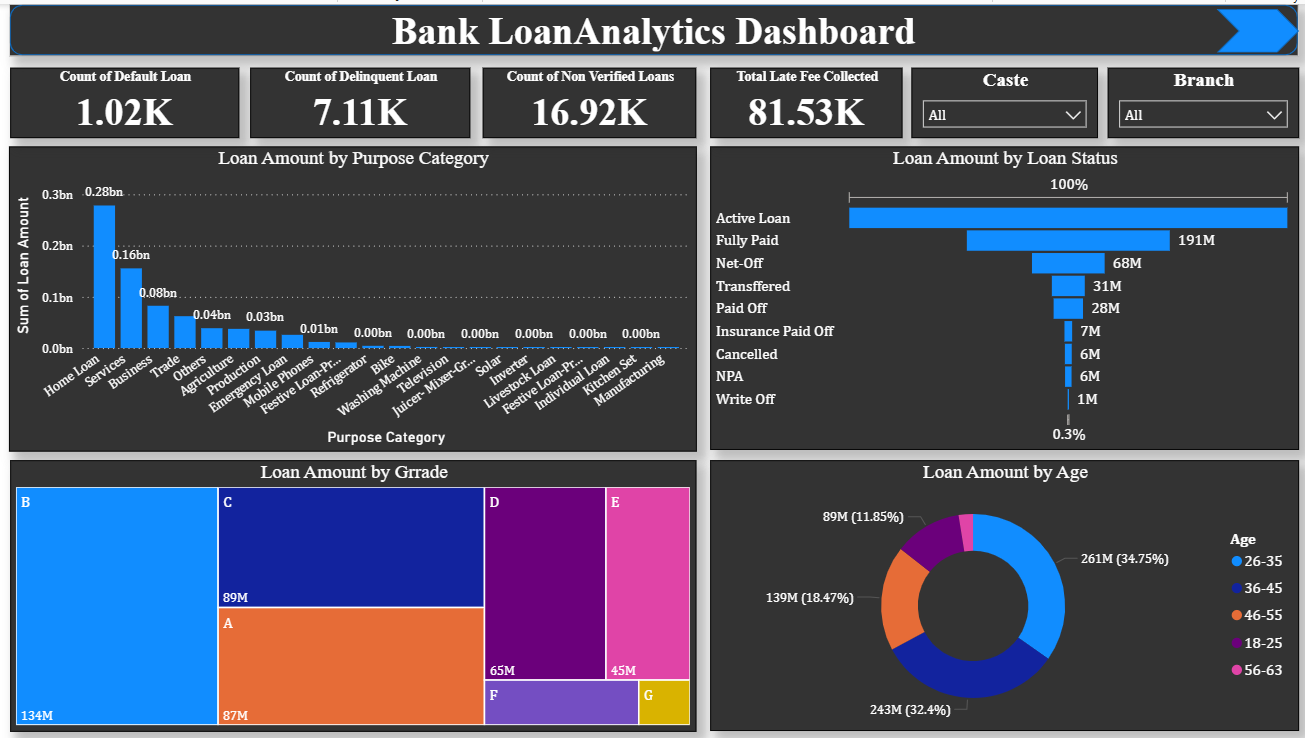 Bank LoanAnalytics Dashboard
Count of Default Loan
1.02K
Count of Delinquent Loan
7.11K
Count of Non Verified Loans
16.92K
Total Late Fee Collected
81.53K
Caste
All
Branch
All
Loan Amount by Purpose Category
Sum of Loan Amount
0.3bn
0.2bn
0.1bn
0.0bn
0.28bn
0.16bn
0.08bn
0.04bn
0.03bn
0.01bn
0.00bn
0.00bn
0.00bn
0.00bn
0.00bn
0.00bn
Home Loan
Services
Business
Trade
Others
Agriculture
Production
Emergency Loan
Mobile Phones
Festive Loan-Pr...
Refrigerator
Bike
Washing Machine
Television
Juicer- Mixer-Gr...
Solar
Inverter
Livestock Loan
Festive Loan-Pr...
Individual Loan
Kitchen Set
Manufacturing
Purpose Category
Loan Amount by Loan Status
100%
Active Loan
Fully Paid 191M
Net-Off 68M
Transffered 31M
Paid Off 28M
Insurance Paid Off 7M
Cancelled 6M
NPA 6M
Write Off 1M
0.3%
Loan Amount by Grrade
B
134M
C
89M
A
87M
D
65M
E
45M
F
G
Loan Amount by Age
89M (11.85%)
261M (34.75%)
139M (18.47%)
243M (32.4%)
Age
26-35
36-45
46-55
18-25
56-63